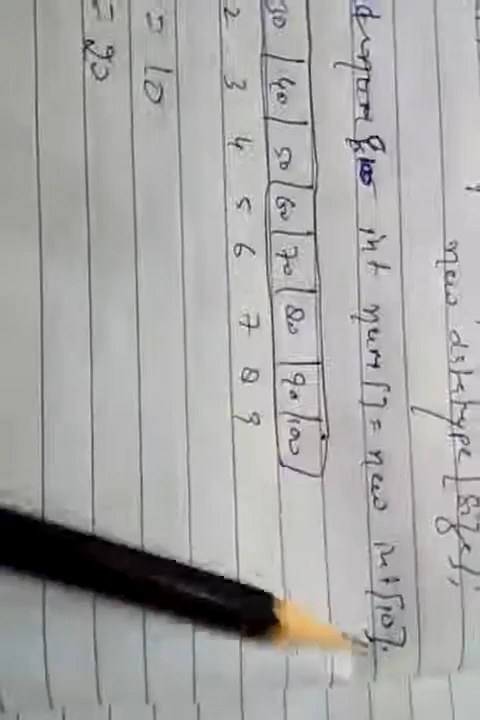 new datatype [size];
int num[] = new int[10];
30 40 50 60 70 80 90 100
2 3 4 5 6 7 8 9
= 10
= 20